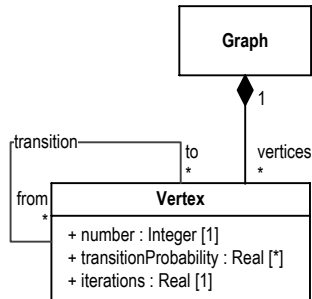 Graph
1
transition
to
vertices
*
*
from
*
Vertex
+ number : Integer [1]
+ transitionProbability : Real [*]
+ iterations : Real [1]